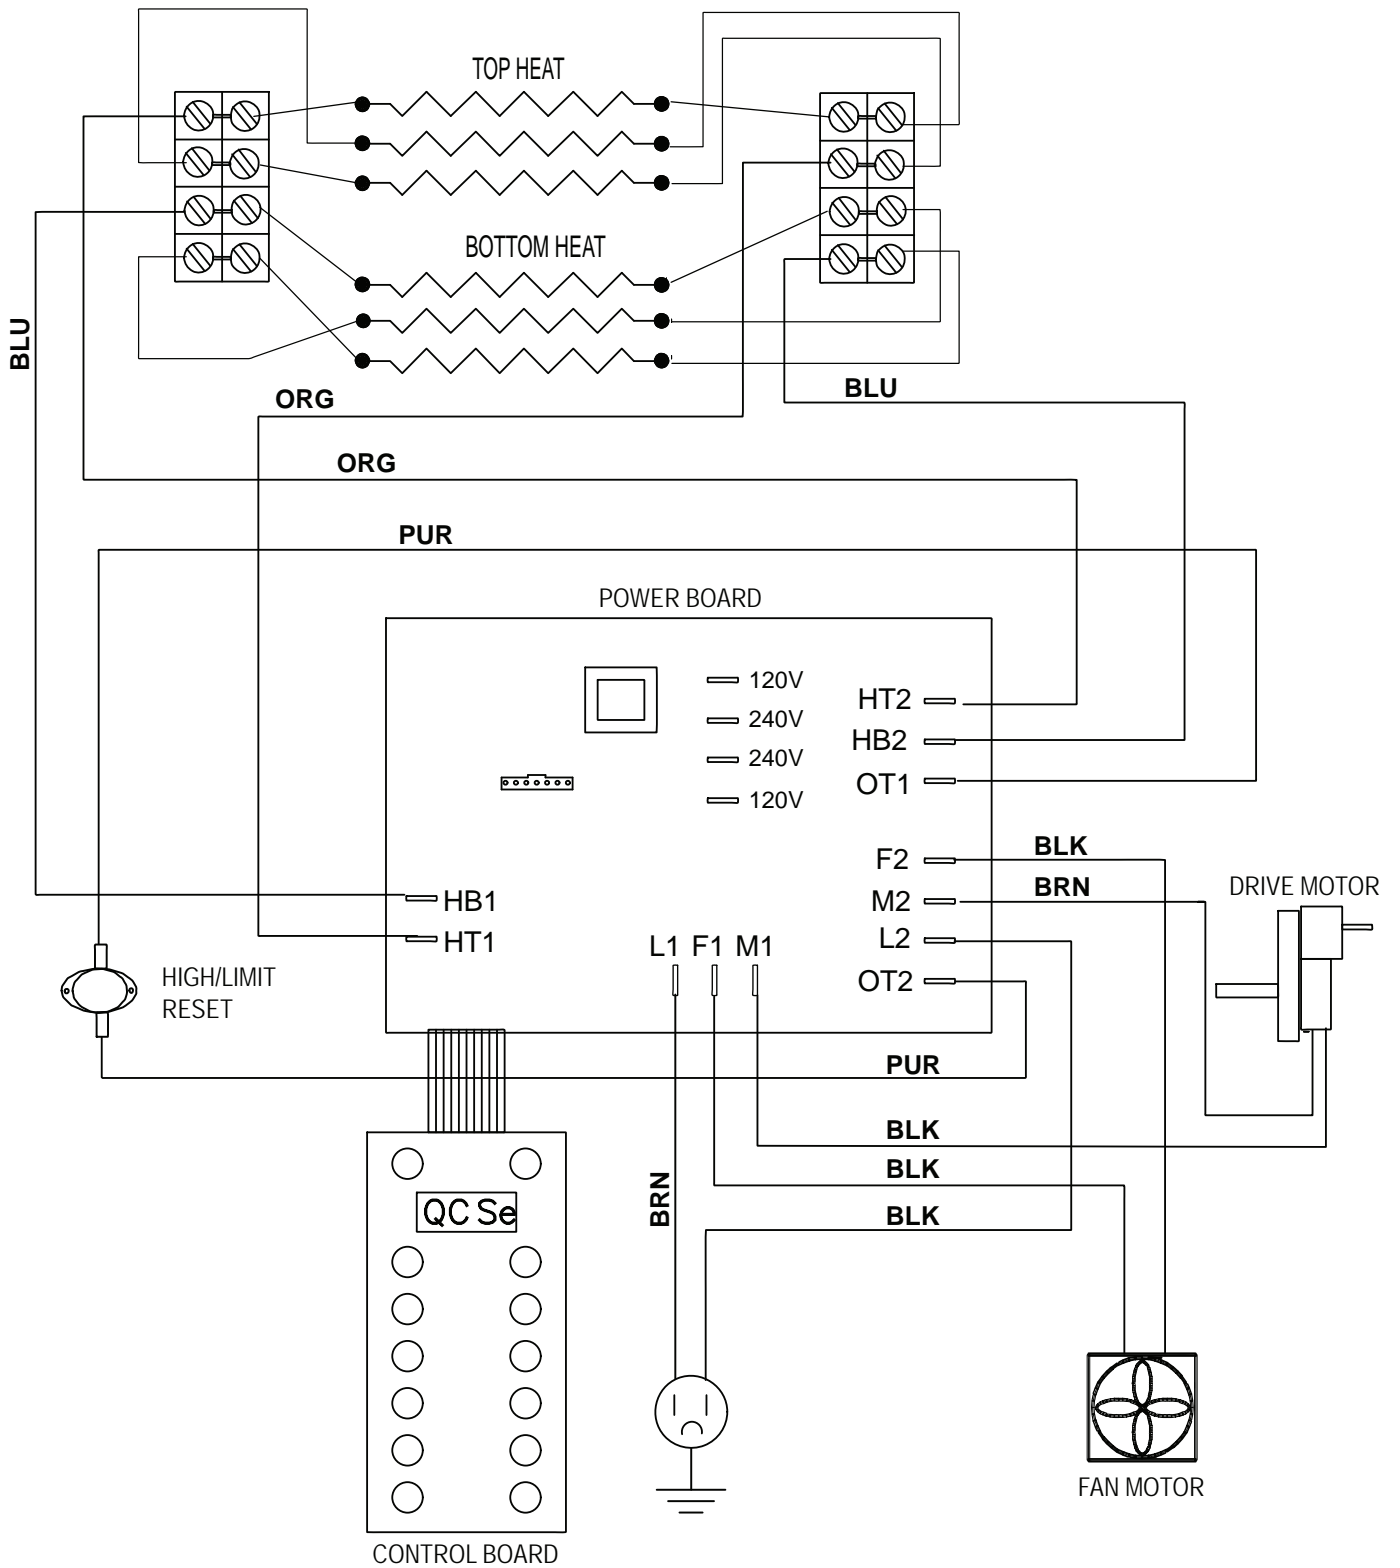 TOP HEAT
BOTTOM HEAT
BLU
ORG
BLU
ORG
PUR
POWER BOARD
120V
240V
240V
120V
HT2
HB2
OT1
F2
M2
L2
OT2
BLK
BRN
DRIVE MOTOR
HB1
HT1
L1 F1 M1
HIGH/LIMIT
RESET
PUR
BLK
BLK
BLK
BRN
QC Se
FAN MOTOR
CONTROL BOARD